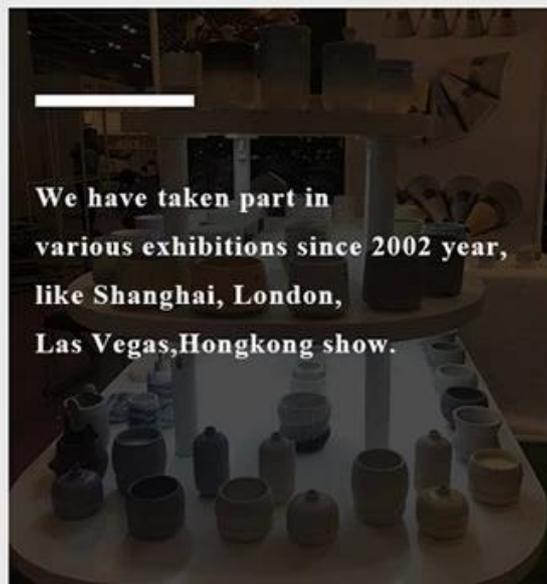 We have taken part in
various exhibitions since 2002 year,
like Shanghai, London,
Las Vegas,Hongkong show.